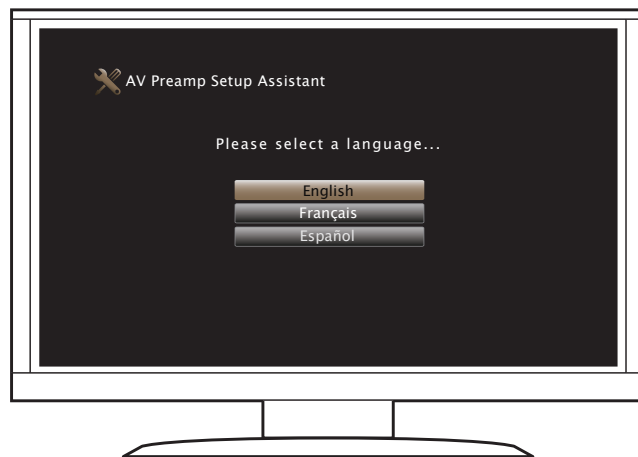 AV Preamp Setup Assistant
Please select a language...
English
Français
Español